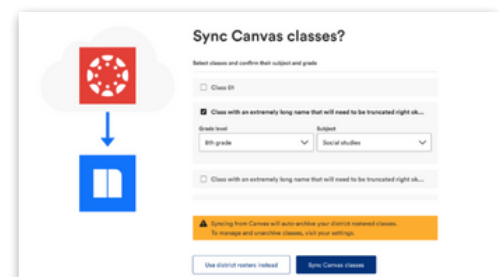 Sync Canvas classes?
Select classes and confirm their subject and grade
Class 01
Class with an extremely long name that will need to be truncated right ok...
Grade level
Subject
8th grade
Social studies
Class with an extremely long name that will need to be truncated right ok...
Syncing from Canvas will auto-archive your district rostered classes.
To manage and unarchive classes, visit your settings.
Use district rosters instead
Sync Canvas classes